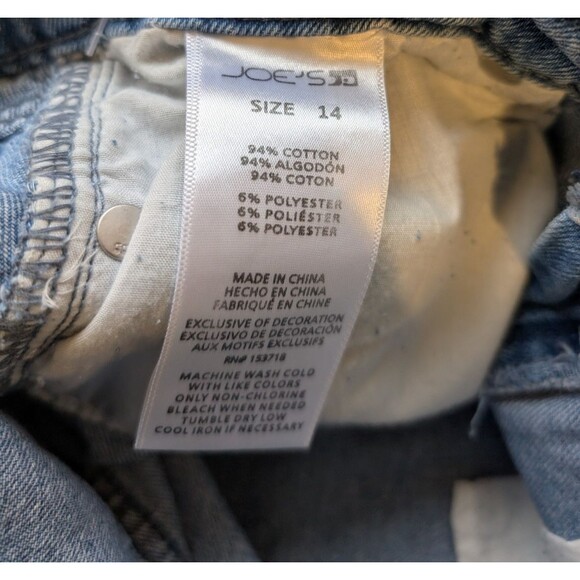 JOE'S
SIZE 14
94% COTTON
94% ALGODÓN
94% COTON
6% POLYESTER
6% POLIÉSTER
6% POLYESTER
MADE IN CHINA
HECHO EN CHINA
FABRIQUÉ EN CHINE
EXCLUSIVE OF DECORATION
EXCLUSIVO DE DECORACIÓN
AUX MOTIFS EXCLUSIFS
RN# 153718
MACHINE WASH COLD
WITH LIKE COLORS
ONLY NON-CHLORINE
BLEACH WHEN NEEDED
TUMBLE DRY LOW
COOL IRON IF NECESSARY